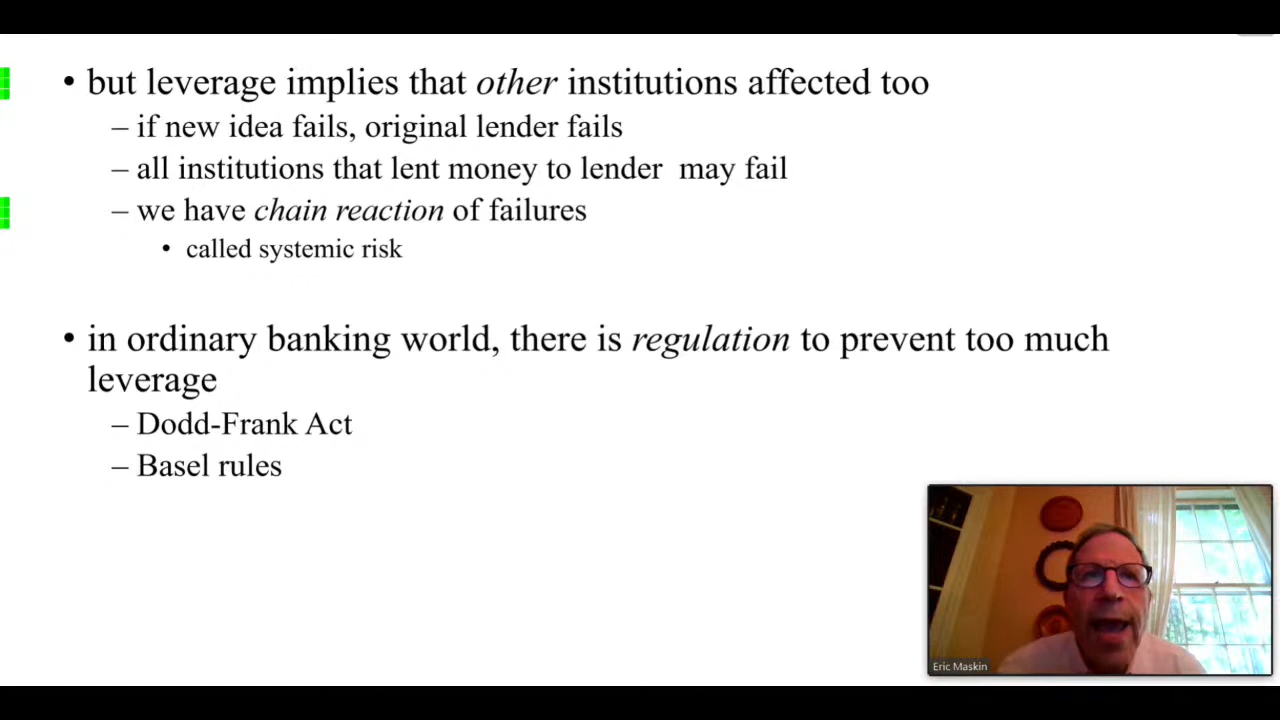 • but leverage implies that other institutions affected too
– if new idea fails, original lender fails
– all institutions that lent money to lender may fail
– we have chain reaction of failures
• called systemic risk
• in ordinary banking world, there is regulation to prevent too much
leverage
– Dodd-Frank Act
– Basel rules
Eric Maskin